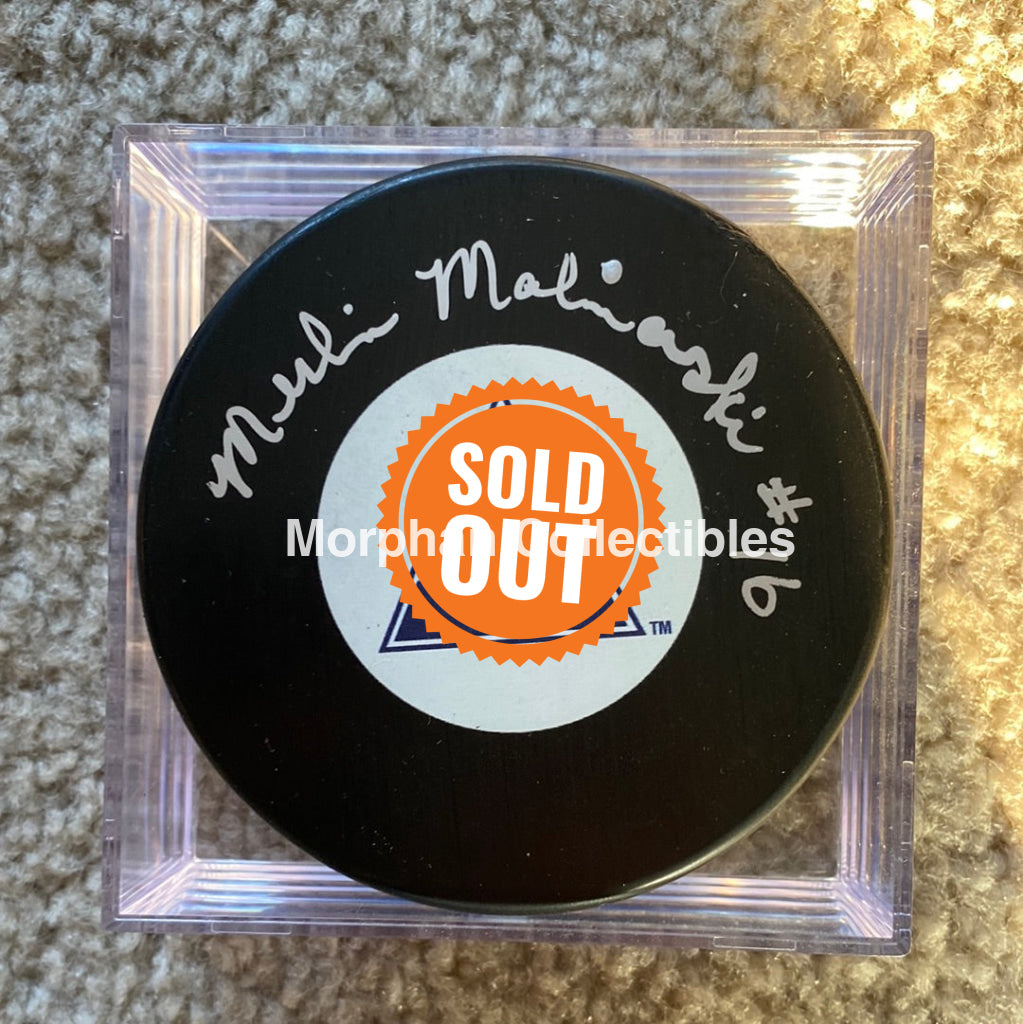 Merlin Malinowski #16
SOLD
OUT
Morphan Collectibles
TM